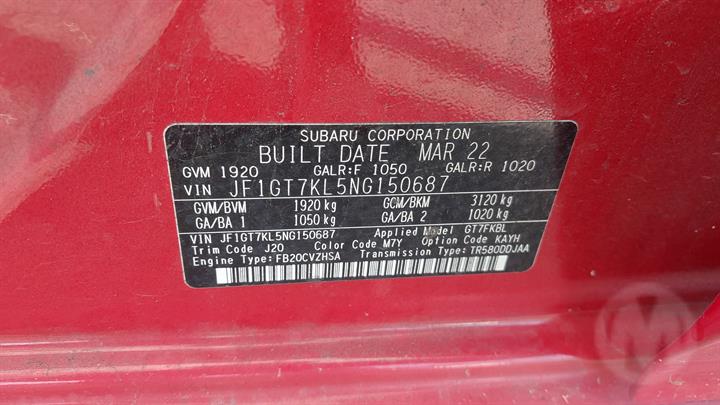 SUBARU CORPORATION
BUILT DATE MAR 22
GVM 1920 GALR:F 1050 GALR:R 1020
VIN JF1GT7KL5NG150687
GVM/BVM 1920 kg GCM/BKM 3120 kg
GA/BA 1 1050 kg GA/BA 2 1020 kg
VIN JF1GT7KL5NG150687 Applied Model GT7FKBL
Trim Code J20 Color Code M7Y Option Code KAYH
Engine Type: FB20CVZHSA Transmission Type: TR580DDJAA
M